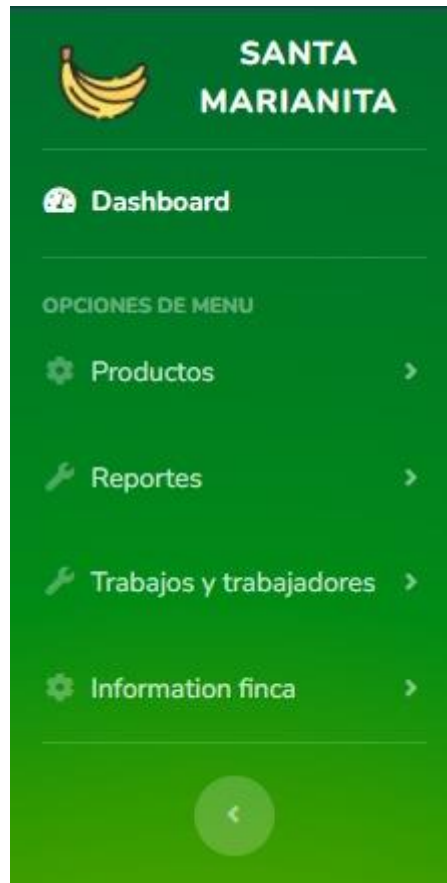 SANTA
MARIANITA
Dashboard
OPCIONES DE MENU
Productos
Reportes
Trabajos y trabajadores
Information finca